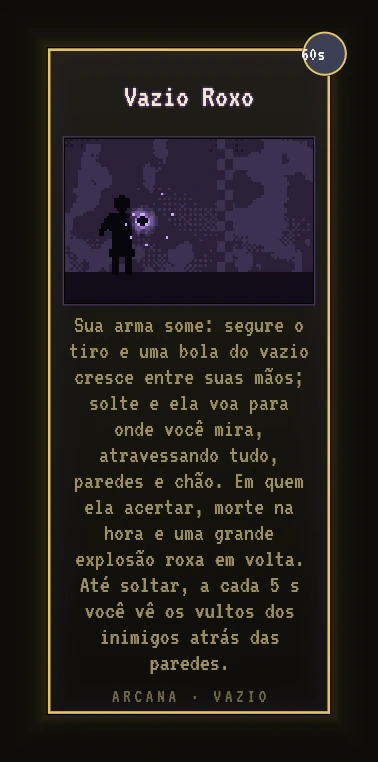 60s
Vazio Roxo
Sua arma some: segure o
tiro e uma bola do vazio
cresce entre suas mãos;
solte e ela voa para
onde você mira,
atravessando tudo,
paredes e chão. Em quem
ela acertar, morte na
hora e uma grande
explosão roxa em volta.
Até soltar, a cada 5 s
você vê os vultos dos
inimigos atrás das
paredes.
ARCANA · VAZIO